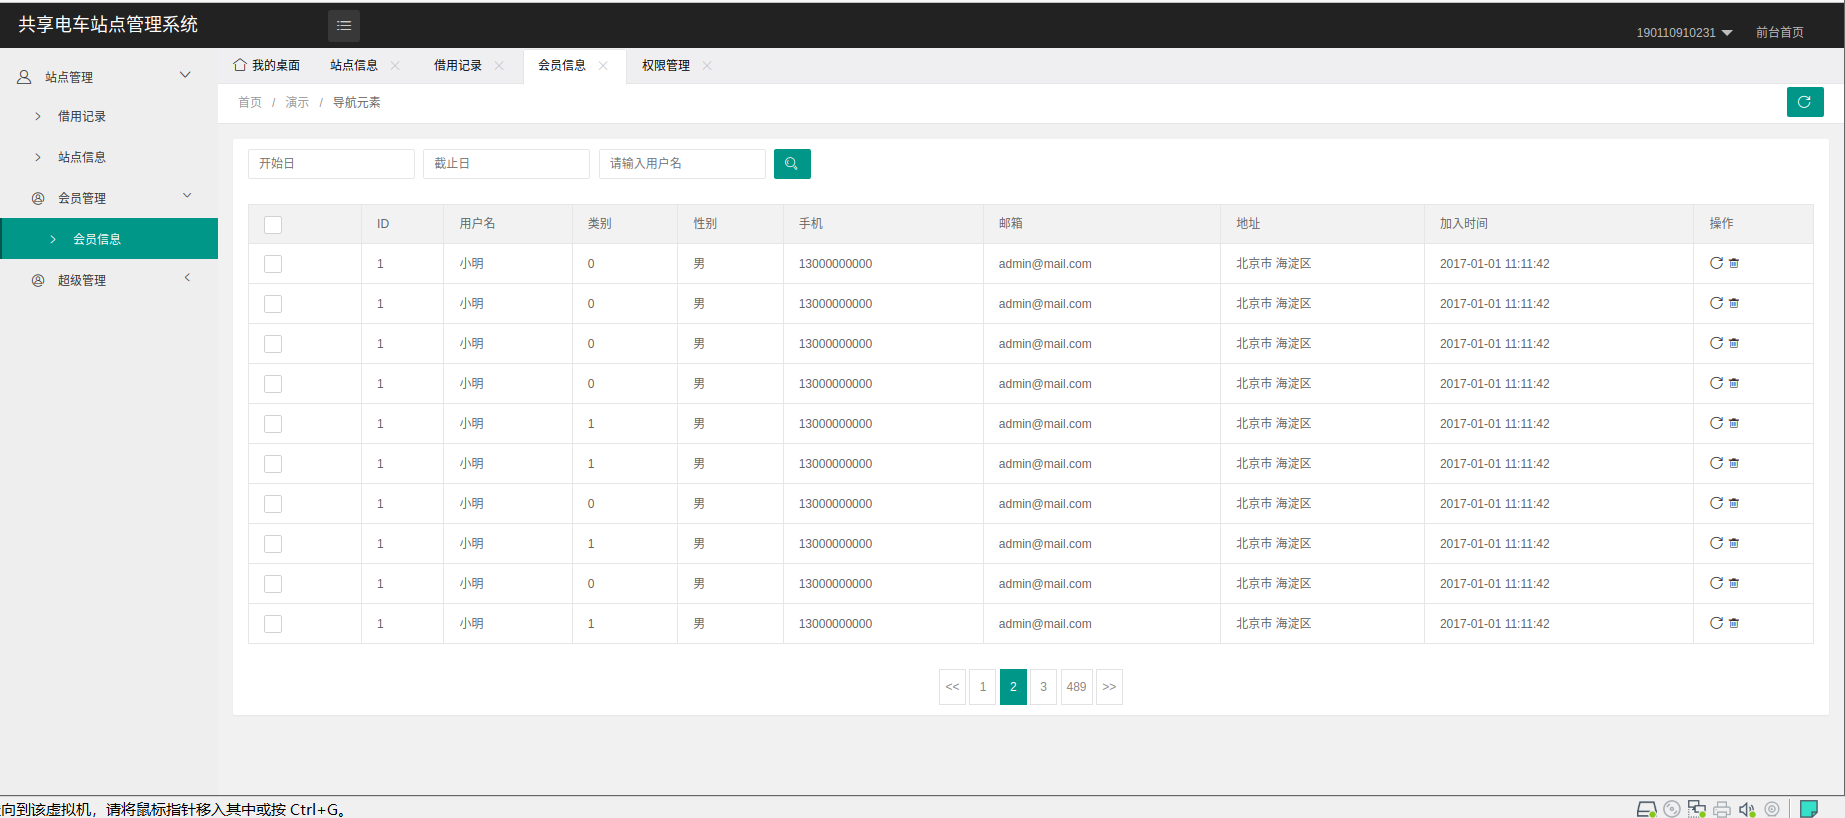 共享电车站点管理系统
190110910231 前台首页
站点管理
借用记录
站点信息
会员管理
会员信息
超级管理
我的桌面 站点信息 借用记录 会员信息 权限管理
首页 / 演示 / 导航元素
开始日 截止日 请输入用户名
ID 用户名 类别 性别 手机 邮箱 地址 加入时间 操作
1 小明 0 男 13000000000 admin@mail.com 北京市 海淀区 2017-01-01 11:11:42
1 小明 0 男 13000000000 admin@mail.com 北京市 海淀区 2017-01-01 11:11:42
1 小明 0 男 13000000000 admin@mail.com 北京市 海淀区 2017-01-01 11:11:42
1 小明 0 男 13000000000 admin@mail.com 北京市 海淀区 2017-01-01 11:11:42
1 小明 1 男 13000000000 admin@mail.com 北京市 海淀区 2017-01-01 11:11:42
1 小明 1 男 13000000000 admin@mail.com 北京市 海淀区 2017-01-01 11:11:42
1 小明 0 男 13000000000 admin@mail.com 北京市 海淀区 2017-01-01 11:11:42
1 小明 1 男 13000000000 admin@mail.com 北京市 海淀区 2017-01-01 11:11:42
1 小明 0 男 13000000000 admin@mail.com 北京市 海淀区 2017-01-01 11:11:42
1 小明 1 男 13000000000 admin@mail.com 北京市 海淀区 2017-01-01 11:11:42
<< 1 2 3 489 >>
向到该虚拟机，请将鼠标指针移入其中或按 Ctrl+G。